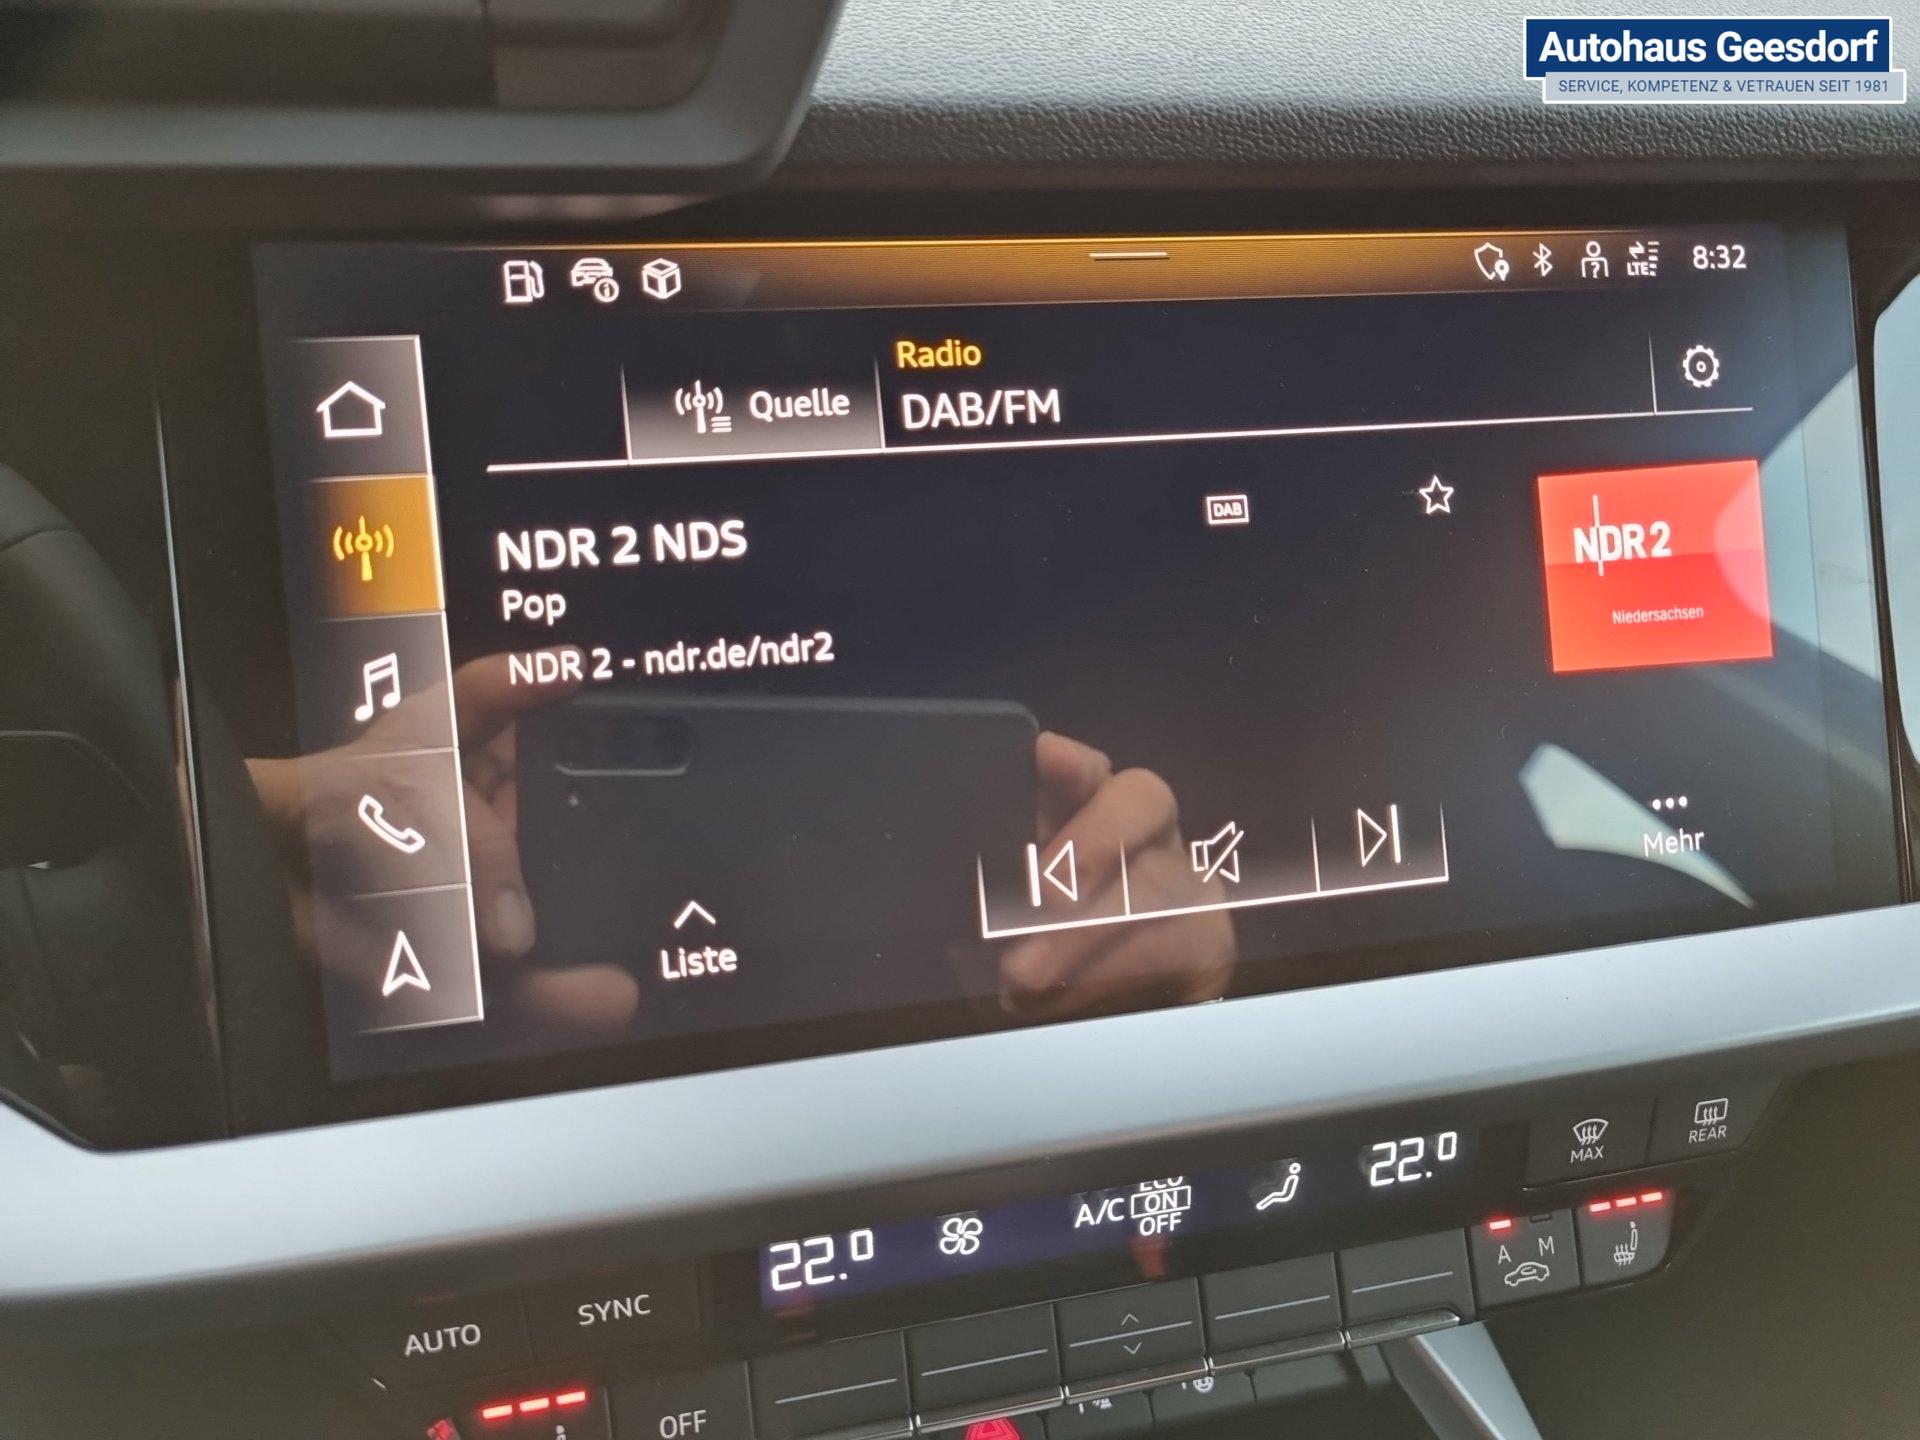 Autohaus Geesdorf
SERVICE, KOMPETENZ & VETRAUEN SEIT 1981
LTE
8:32
Quelle
Radio
DAB/FM
NDR 2 NDS
DAB
Pop
NDR 2 - ndr.de/ndr2
NDR 2
Niedersachsen
Mehr
Liste
MAX
REAR
22.0
A/C
ECO
ON
OFF
22.0
A M
AUTO
SYNC
OFF